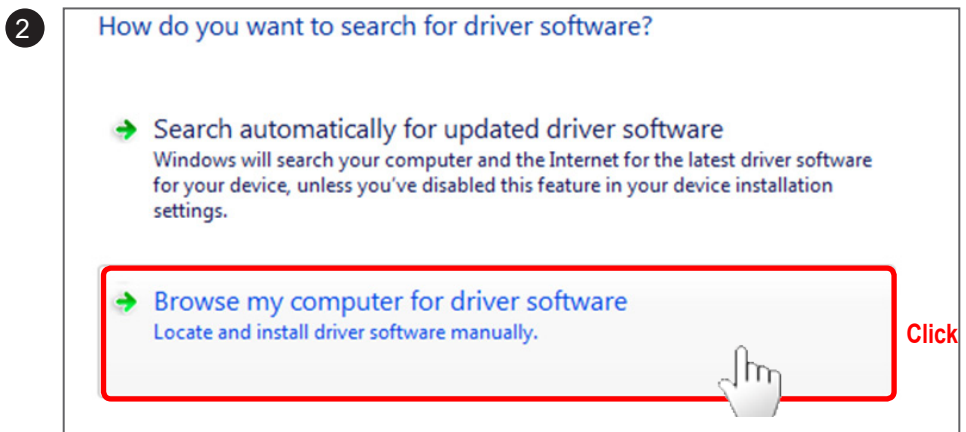 2
How do you want to search for driver software?
Search automatically for updated driver software
Windows will search your computer and the Internet for the latest driver software
for your device, unless you've disabled this feature in your device installation
settings.
Browse my computer for driver software
Locate and install driver software manually.
Click